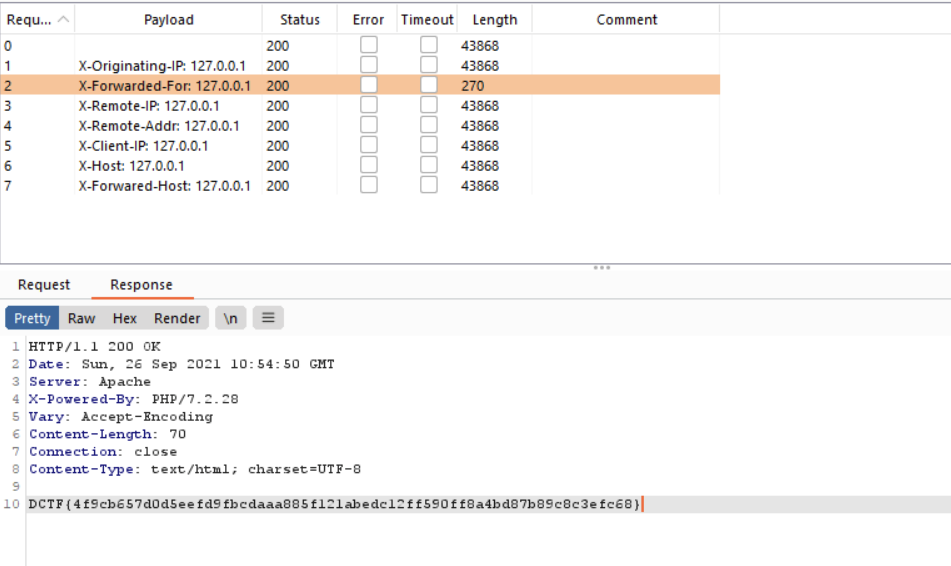 Requ... Payload Status Error Timeout Length Comment
0 200 43868
1 X-Originating-IP: 127.0.0.1 200 43868
2 X-Forwarded-For: 127.0.0.1 200 270
3 X-Remote-IP: 127.0.0.1 200 43868
4 X-Remote-Addr: 127.0.0.1 200 43868
5 X-Client-IP: 127.0.0.1 200 43868
6 X-Host: 127.0.0.1 200 43868
7 X-Forwared-Host: 127.0.0.1 200 43868
Request Response
Pretty Raw Hex Render \n
1 HTTP/1.1 200 OK
2 Date: Sun, 26 Sep 2021 10:54:50 GMT
3 Server: Apache
4 X-Powered-By: PHP/7.2.28
5 Vary: Accept-Encoding
6 Content-Length: 70
7 Connection: close
8 Content-Type: text/html; charset=UTF-8
9
10 DCTF{4f9cb657d0d5eefd9fbcdaaa885f121abedc12ff590ff8a4bd87b89c8c3efc68}